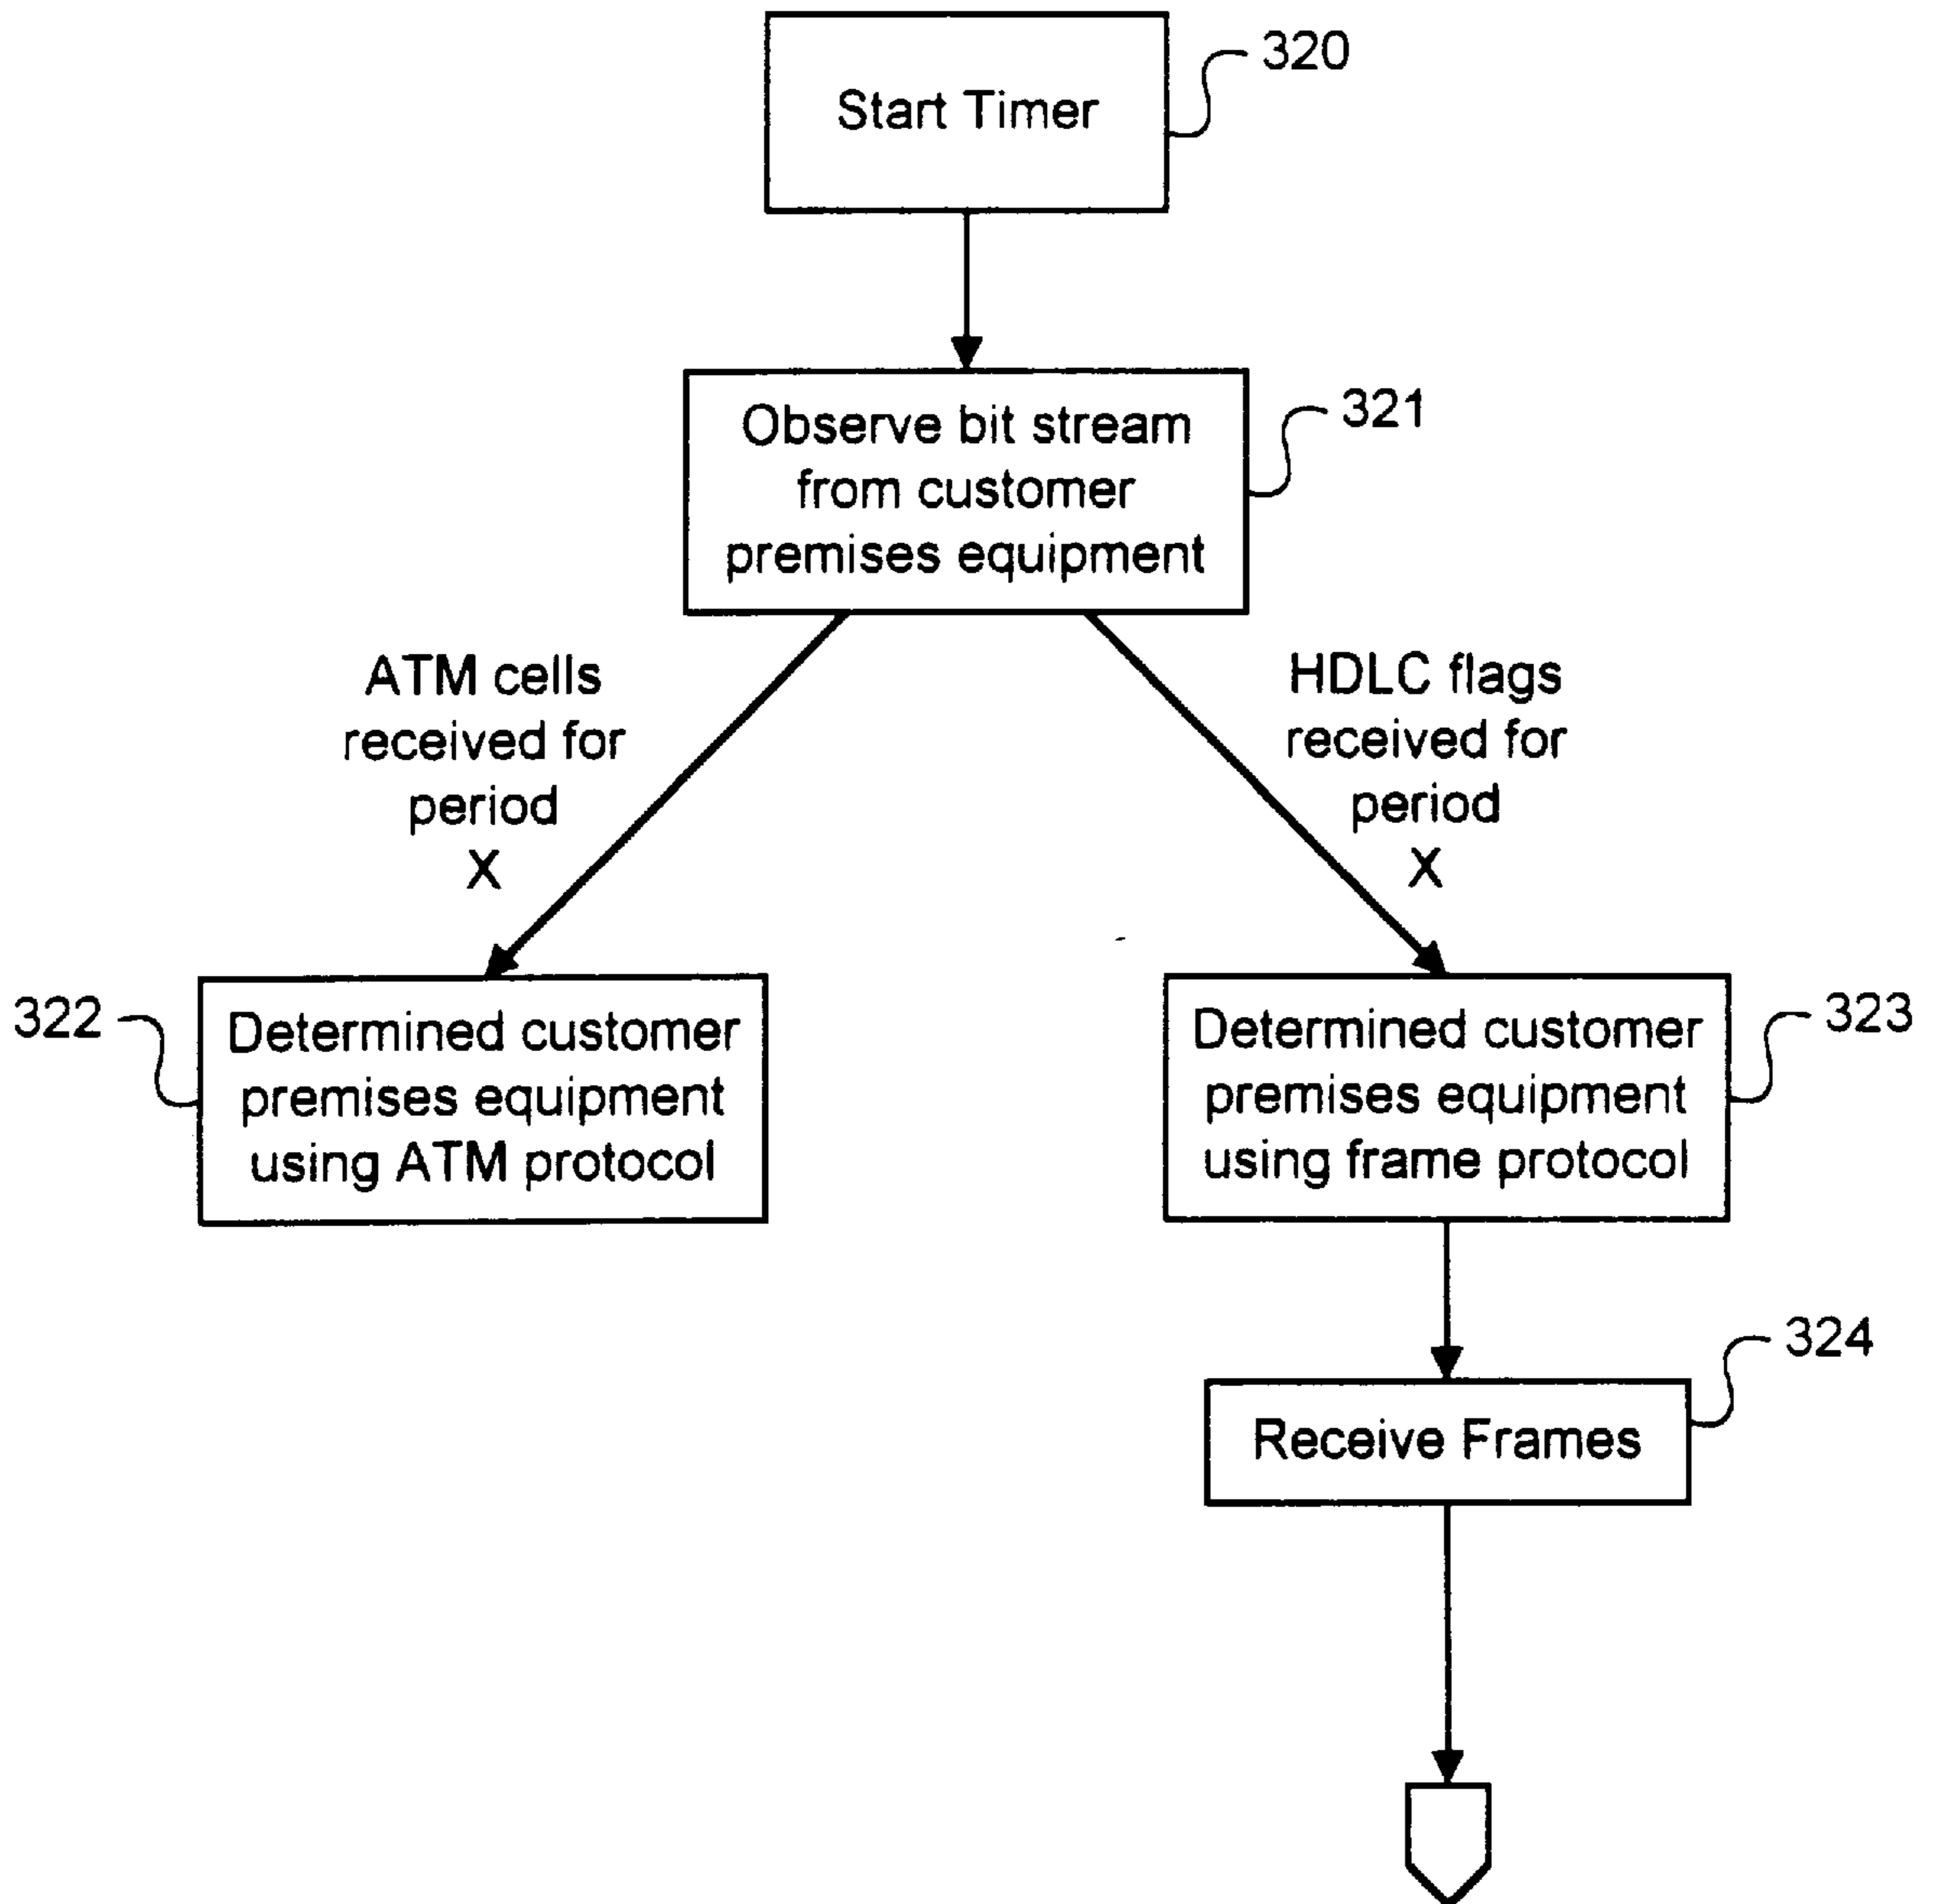 Start Timer
320
Observe bit stream
from customer
premises equipment
321
ATM cells
received for
period
X
HDLC flags
received for
period
X
322
Determined customer
premises equipment
using ATM protocol
Determined customer
premises equipment
using frame protocol
323
Receive Frames
324